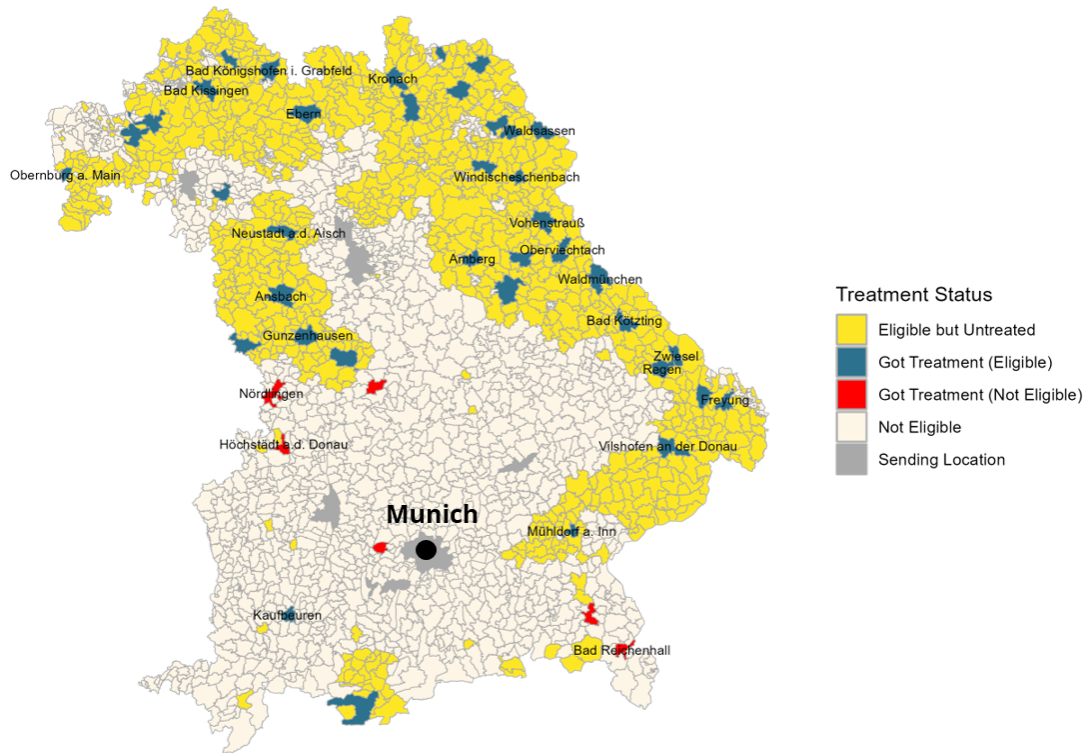 Bad Königshofen i. Grabfeld
Kronach
Bad Kissingen
Ebern
Waldsassen
Obernburg a. Main
Windischeschenbach
Vohenstrauß
Neustadt a.d. Aisch
Oberviechtach
Amberg
Waldmünchen
Ansbach
Bad Kötzting
Gunzenhausen
Zwiesel
Regen
Nördlingen
Freyung
Höchstädt a.d. Donau
Vilshofen an der Donau
Munich
Mühldorf a. Inn
Kaufbeuren
Bad Reichenhall
Treatment Status
Eligible but Untreated
Got Treatment (Eligible)
Got Treatment (Not Eligible)
Not Eligible
Sending Location